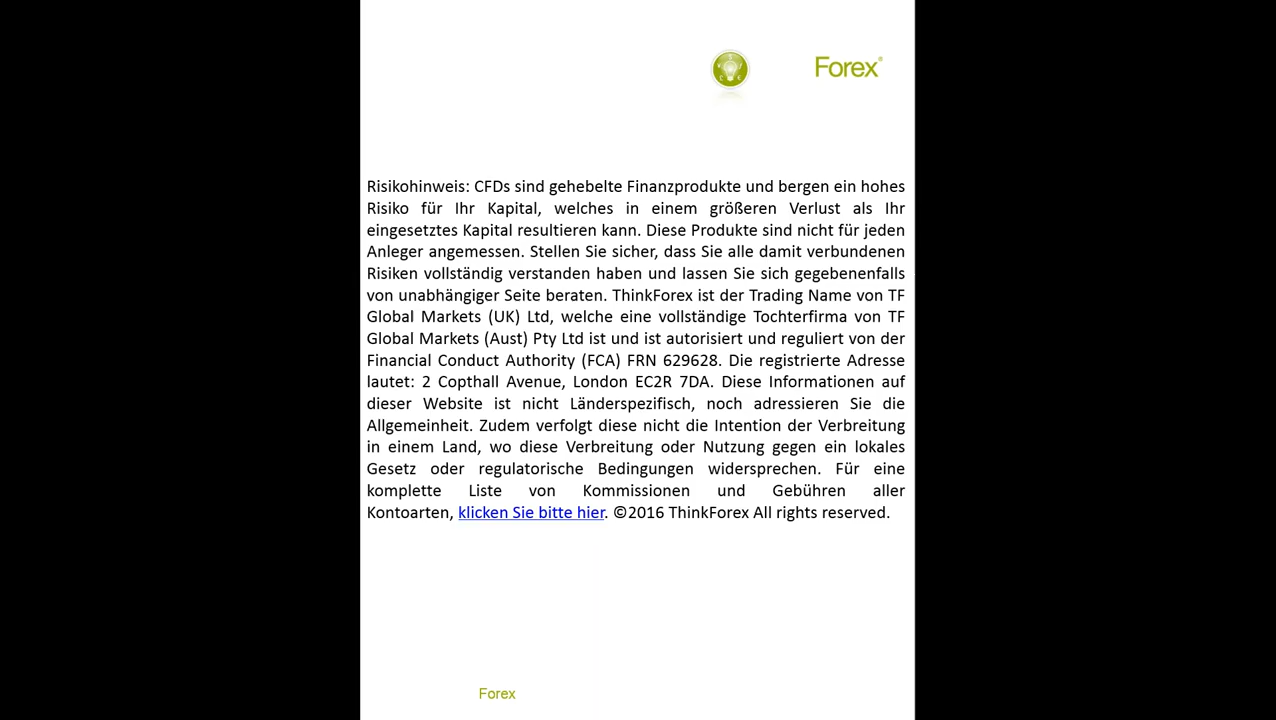 Forex®
Risikohinweis: CFDs sind gehebelte Finanzprodukte und bergen ein hohes
Risiko für Ihr Kapital, welches in einem größeren Verlust als Ihr
eingesetztes Kapital resultieren kann. Diese Produkte sind nicht für jeden
Anleger angemessen. Stellen Sie sicher, dass Sie alle damit verbundenen
Risiken vollständig verstanden haben und lassen Sie sich gegebenenfalls
von unabhängiger Seite beraten. ThinkForex ist der Trading Name von TF
Global Markets (UK) Ltd, welche eine vollständige Tochterfirma von TF
Global Markets (Aust) Pty Ltd ist und ist autorisiert und reguliert von der
Financial Conduct Authority (FCA) FRN 629628. Die registrierte Adresse
lautet: 2 Copthall Avenue, London EC2R 7DA. Diese Informationen auf
dieser Website ist nicht Länderspezifisch, noch adressieren Sie die
Allgemeinheit. Zudem verfolgt diese nicht die Intention der Verbreitung
in einem Land, wo diese Verbreitung oder Nutzung gegen ein lokales
Gesetz oder regulatorische Bedingungen widersprechen. Für eine
komplette Liste von Kommissionen und Gebühren aller
Kontoarten, klicken Sie bitte hier. ©2016 ThinkForex All rights reserved.
Forex